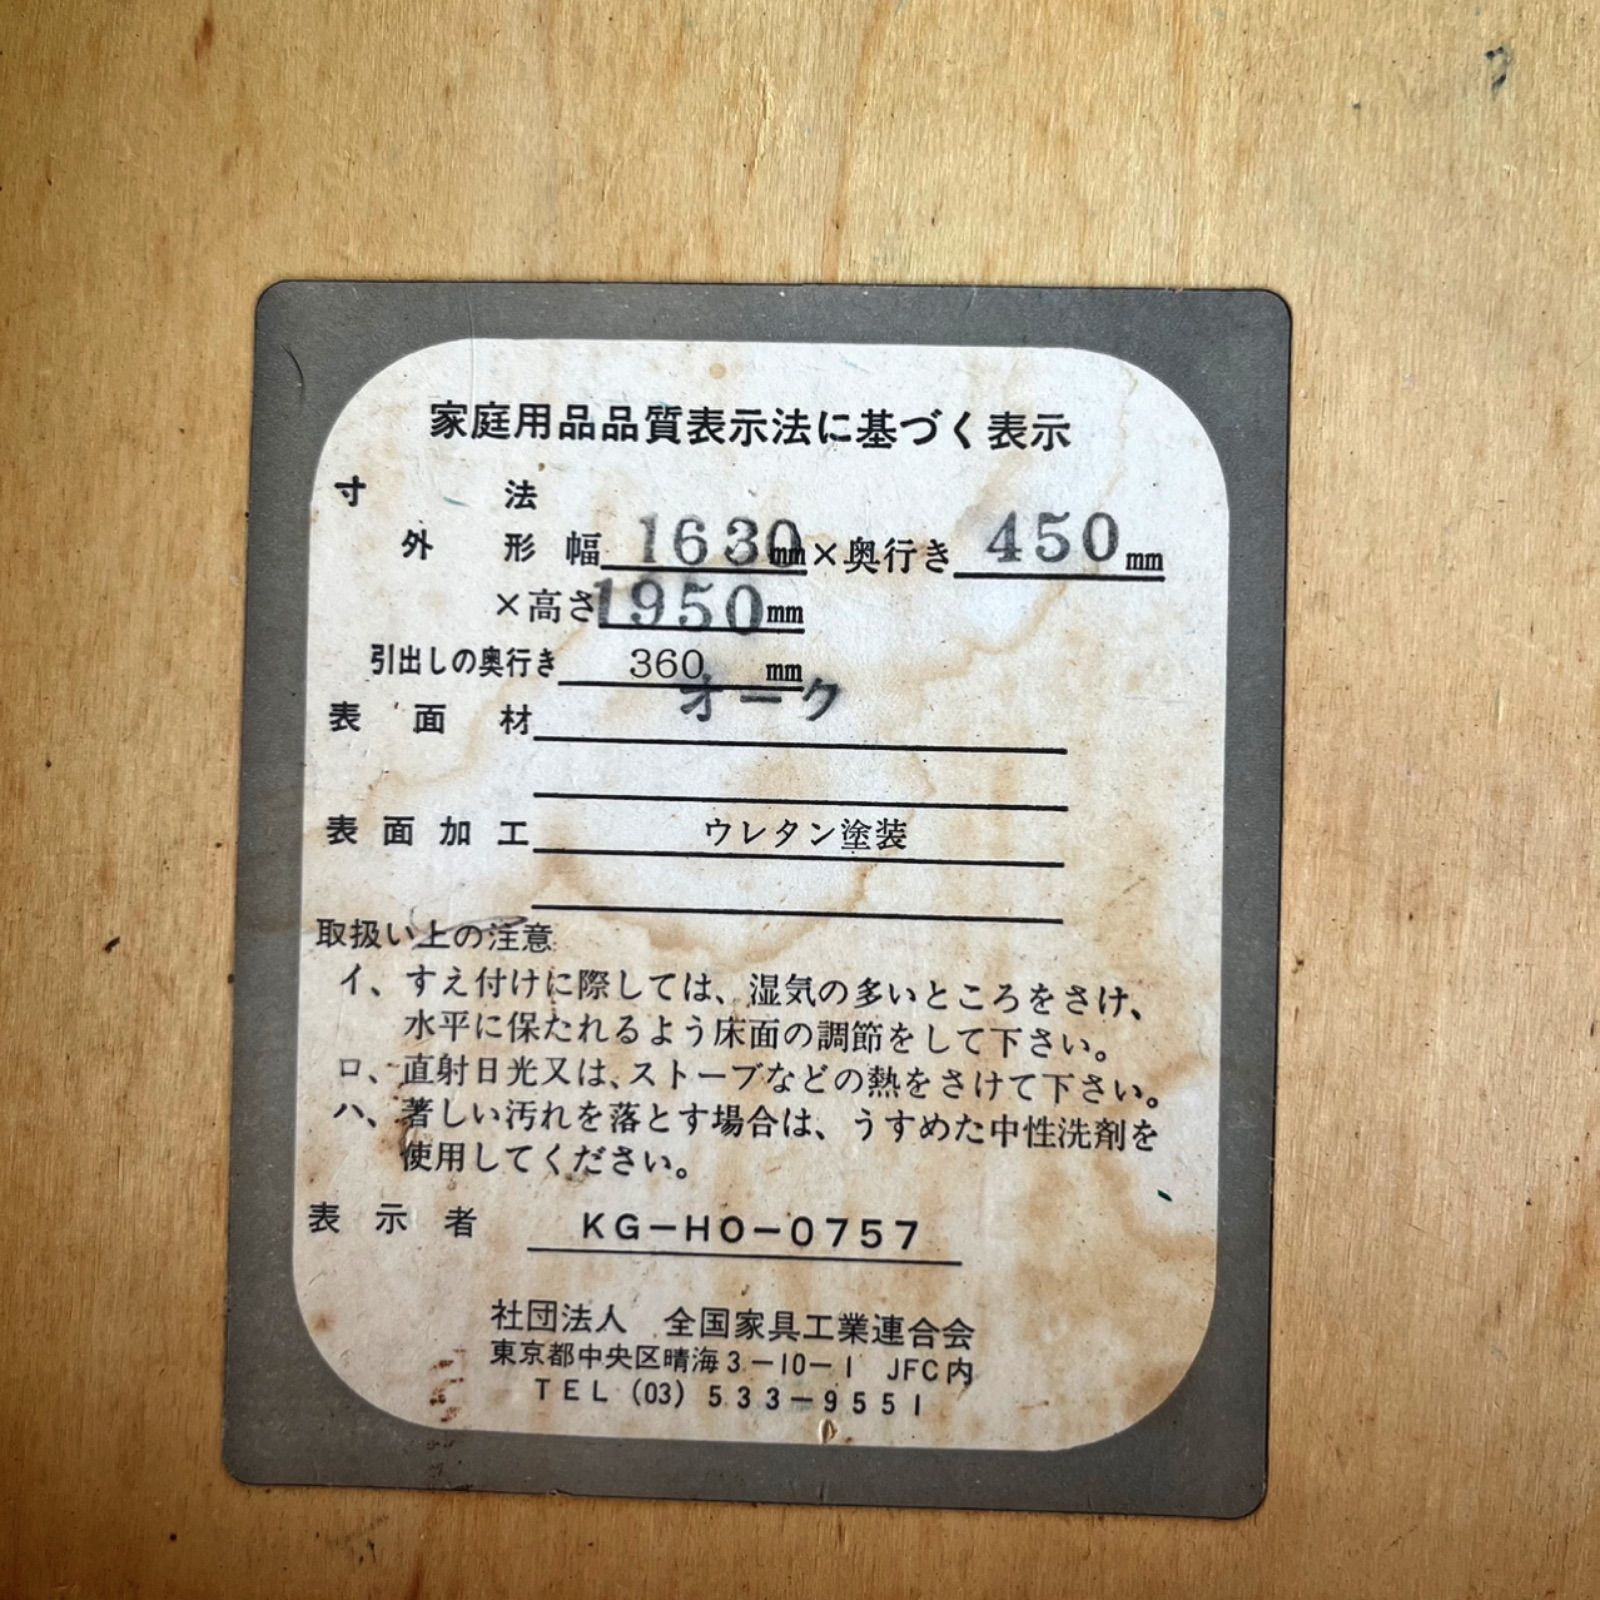 家庭用品品質表示法に基づく表示
寸法
外形 幅 1630mm×奥行き 450mm
×高さ1950mm
引出しの奥行き 360 mm
表面材 オーク
表面加工 ウレタン塗装
取扱い上の注意
イ、すえ付けに際しては、湿気の多いところをさけ、
水平に保たれるよう床面の調節をして下さい。
ロ、直射日光又は、ストーブなどの熱をさけて下さい。
ハ、著しい汚れを落とす場合は、うすめた中性洗剤を
使用してください。
表示者 KG-HO-0757
社団法人 全国家具工業連合会
東京都中央区晴海3-10-1 JFC内
TEL (03) 533-9551